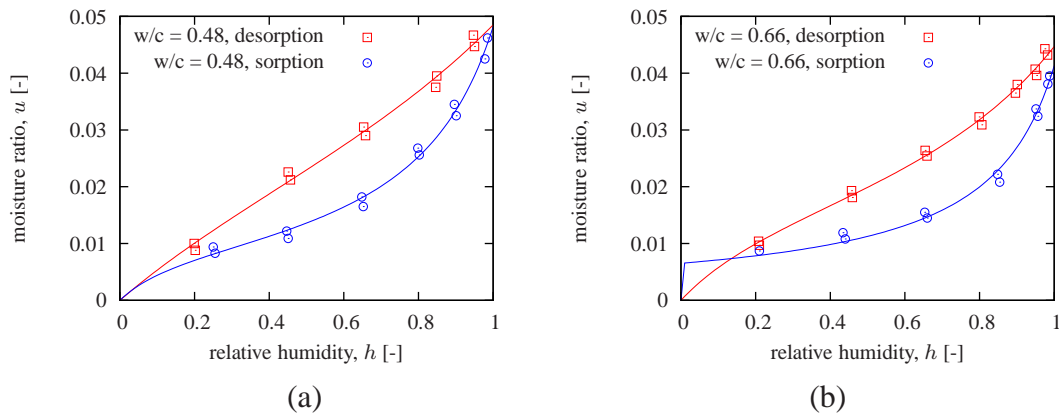 0.05
0.04
0.03
0.02
0.01
0
moisture ratio, u [-]
w/c = 0.48, desorption
w/c = 0.48, sorption
0 0.2 0.4 0.6 0.8 1
relative humidity, h [-]
(a)
0.05
0.04
0.03
0.02
0.01
0
moisture ratio, u [-]
w/c = 0.66, desorption
w/c = 0.66, sorption
0 0.2 0.4 0.6 0.8 1
relative humidity, h [-]
(b)